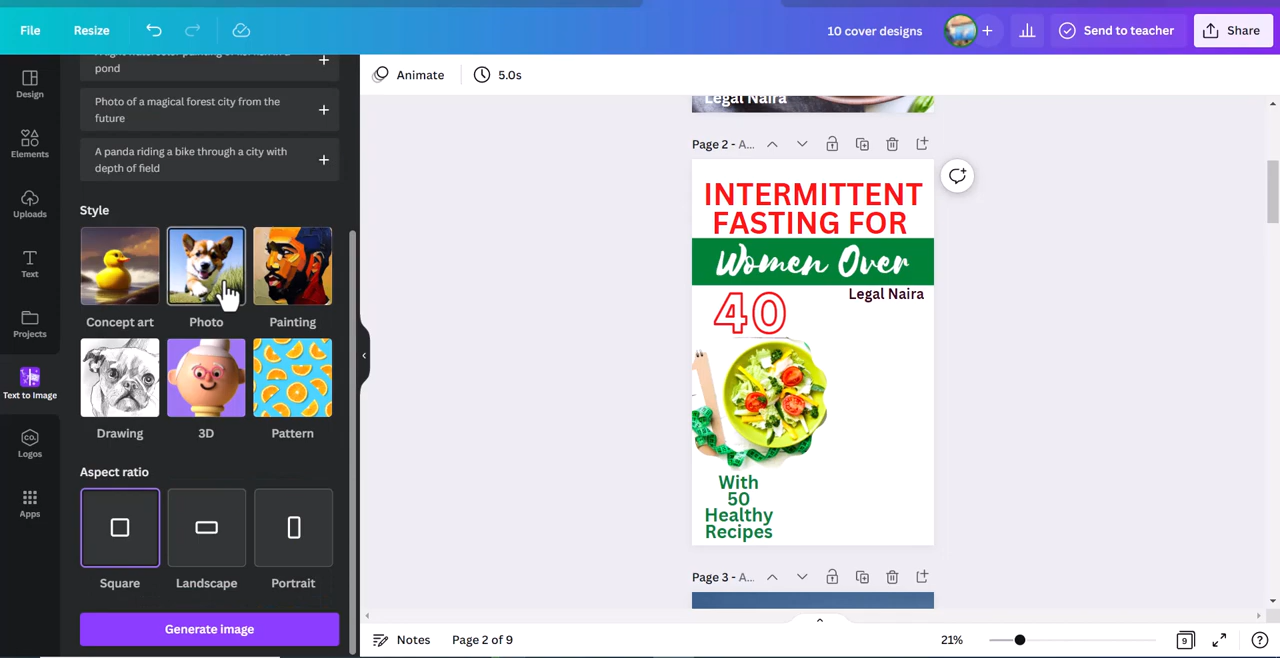 File
Resize
10 cover designs
Send to teacher
Share
Animate
5.0s
Design
Elements
Uploads
Text
Projects
Text to Image
CO.
Logos
Apps
pond
Photo of a magical forest city from the
future
A panda riding a bike through a city with
depth of field
Style
Concept art
Photo
Painting
Drawing
3D
Pattern
Aspect ratio
Square
Landscape
Portrait
Generate image
Legal Naira
Page 2 - A...
INTERMITTENT
FASTING FOR
Women Over
Legal Naira
40
With
50
Healthy
Recipes
Page 3 - A...
Notes
Page 2 of 9
21%
9